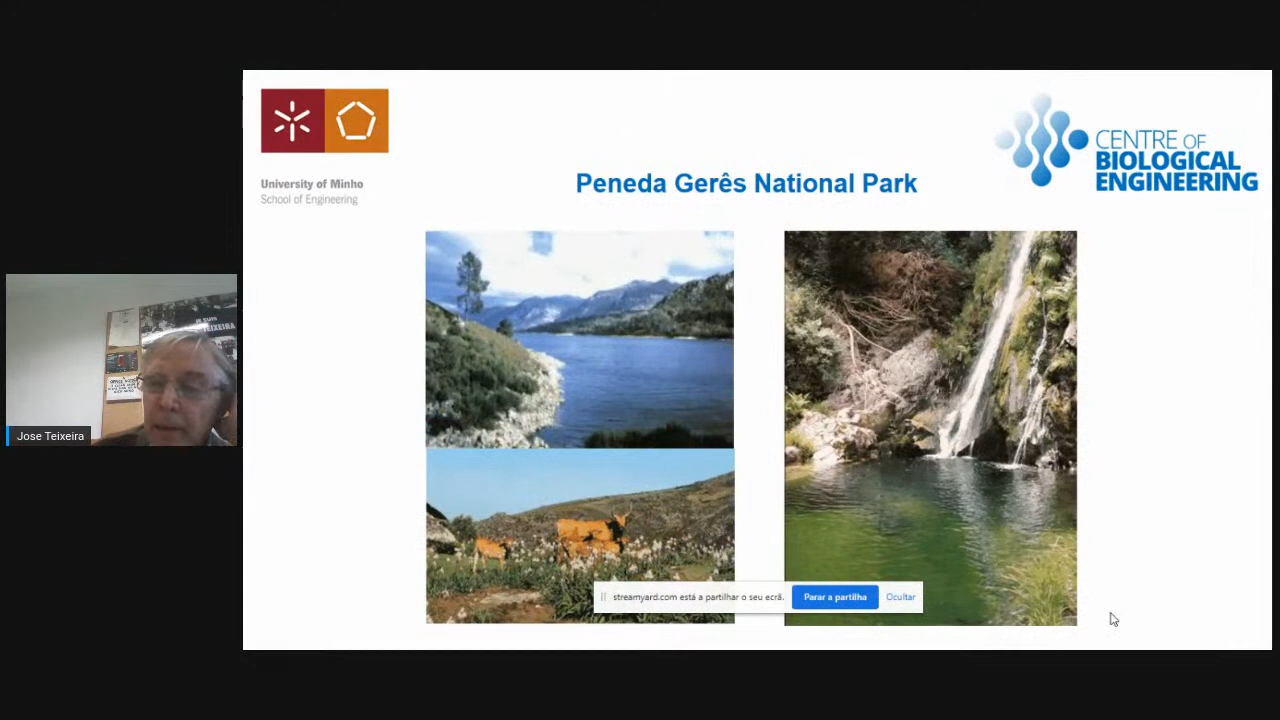 University of Minho
School of Engineering
Peneda Gerês National Park
CENTRE OF
BIOLOGICAL
ENGINEERING
TEIXEIRA
Jose Teixeira
streamyard.com está a partilhar o seu ecrã.
Parar a partilha
Ocultar